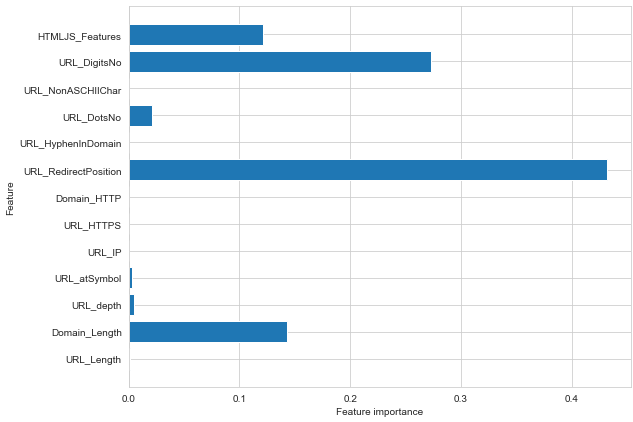 HTMLJS_Features
URL_DigitsNo
URL_NonASCHIIChar
URL_DotsNo
URL_HyphenInDomain
URL_RedirectPosition
Domain_HTTP
URL_HTTPS
URL_IP
URL_atSymbol
URL_depth
Domain_Length
URL_Length
Feature
0.0 0.1 0.2 0.3 0.4
Feature importance